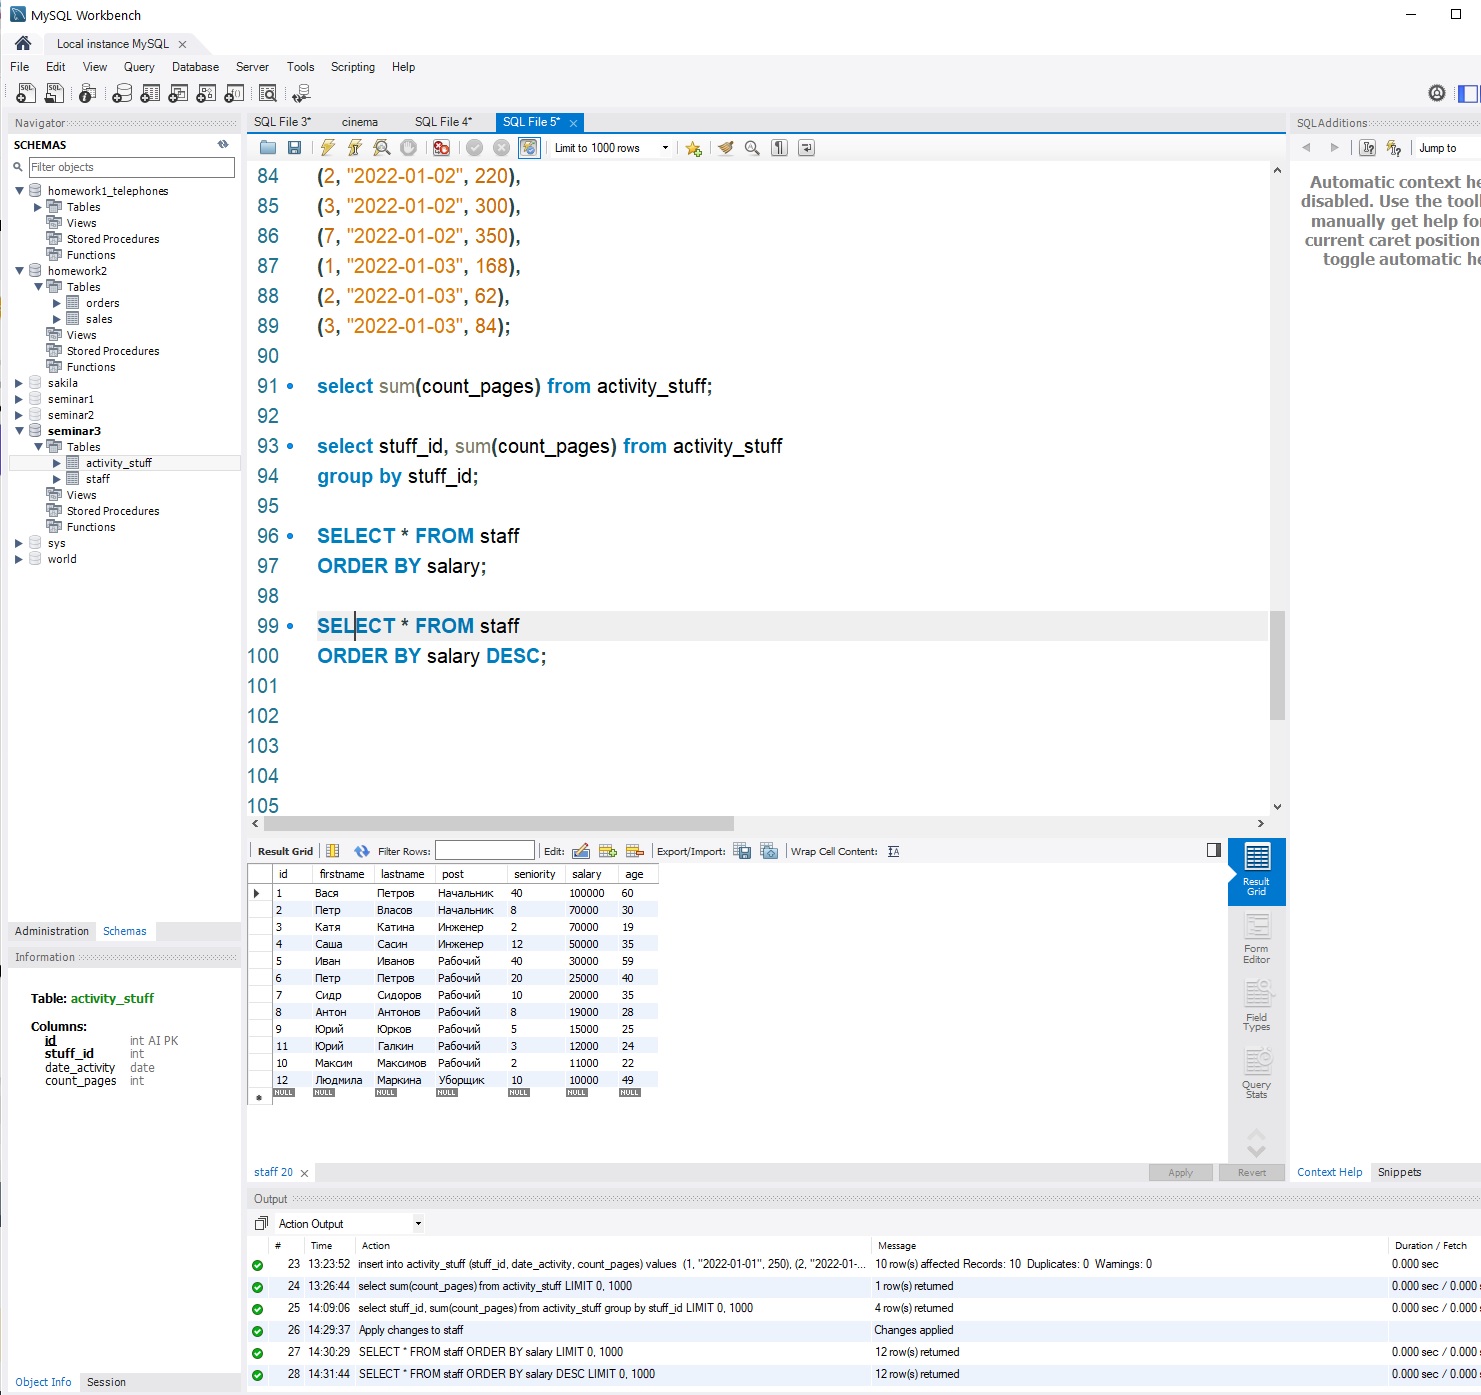 MySQL Workbench
Local instance MySQL
File Edit View Query Database Server Tools Scripting Help
Navigator
SCHEMAS
Filter objects
homework1_telephones
Tables
Views
Stored Procedures
Functions
homework2
Tables
orders
sales
Views
Stored Procedures
Functions
sakila
seminar1
seminar2
seminar3
Tables
activity_stuff
staff
Views
Stored Procedures
Functions
sys
world
Administration Schemas
Information
Table: activity_stuff
Columns:
id int AI PK
stuff_id int
date_activity date
count_pages int
Object Info Session
SQL File 3* cinema SQL File 4* SQL File 5*
Limit to 1000 rows
84 (2, "2022-01-02", 220),
85 (3, "2022-01-02", 300),
86 (7, "2022-01-02", 350),
87 (1, "2022-01-03", 168),
88 (2, "2022-01-03", 62),
89 (3, "2022-01-03", 84);
90
91 select sum(count_pages) from activity_stuff;
92
93 select stuff_id, sum(count_pages) from activity_stuff
94 group by stuff_id;
95
96 SELECT * FROM staff
97 ORDER BY salary;
98
99 SELECT * FROM staff
100 ORDER BY salary DESC;
101
102
103
104
105
Result Grid Filter Rows: Edit: Export/Import: Wrap Cell Content:
id firstname lastname post seniority salary age
1 Вася Петров Начальник 40 100000 60
2 Петр Власов Начальник 8 70000 30
3 Катя Катина Инженер 2 70000 19
4 Саша Сасин Инженер 12 50000 35
5 Иван Иванов Рабочий 40 30000 59
6 Петр Петров Рабочий 20 25000 40
7 Сидр Сидоров Рабочий 10 20000 35
8 Антон Антонов Рабочий 8 19000 28
9 Юрий Юрков Рабочий 5 15000 25
11 Юрий Галкин Рабочий 3 12000 24
10 Максим Максимов Рабочий 2 11000 22
12 Людмила Маркина Уборщик 10 10000 49
NULL NULL NULL NULL NULL NULL NULL
Result
Grid
Form
Editor
Field
Types
Query
Stats
staff 20
Apply Revert
SQLAdditions
Jump to
Automatic context he
disabled. Use the tool
manually get help for
current caret position
toggle automatic he
Context Help Snippets
Output
Action Output
# Time Action Message Duration / Fetch
23 13:23:52 insert into activity_stuff (stuff_id, date_activity, count_pages) values (1, "2022-01-01", 250), (2, "2022-01-... 10 row(s) affected Records: 10 Duplicates: 0 Warnings: 0 0.000 sec
24 13:26:44 select sum(count_pages) from activity_stuff LIMIT 0, 1000 1 row(s) returned 0.000 sec / 0.000
25 14:09:06 select stuff_id, sum(count_pages) from activity_stuff group by stuff_id LIMIT 0, 1000 4 row(s) returned 0.000 sec / 0.000
26 14:29:37 Apply changes to staff Changes applied
27 14:30:29 SELECT * FROM staff ORDER BY salary LIMIT 0, 1000 12 row(s) returned 0.000 sec / 0.000
28 14:31:44 SELECT * FROM staff ORDER BY salary DESC LIMIT 0, 1000 12 row(s) returned 0.000 sec / 0.000